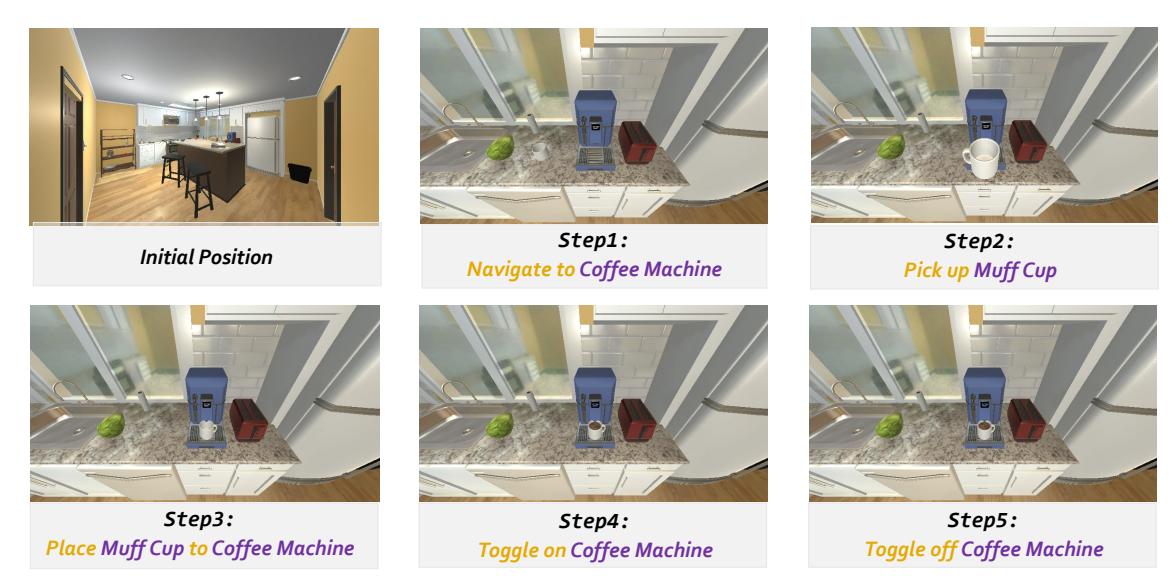 Initial Position
Step1:
Navigate to Coffee Machine
Step2:
Pick up Muff Cup
Step3:
Place Muff Cup to Coffee Machine
Step4:
Toggle on Coffee Machine
Step5:
Toggle off Coffee Machine